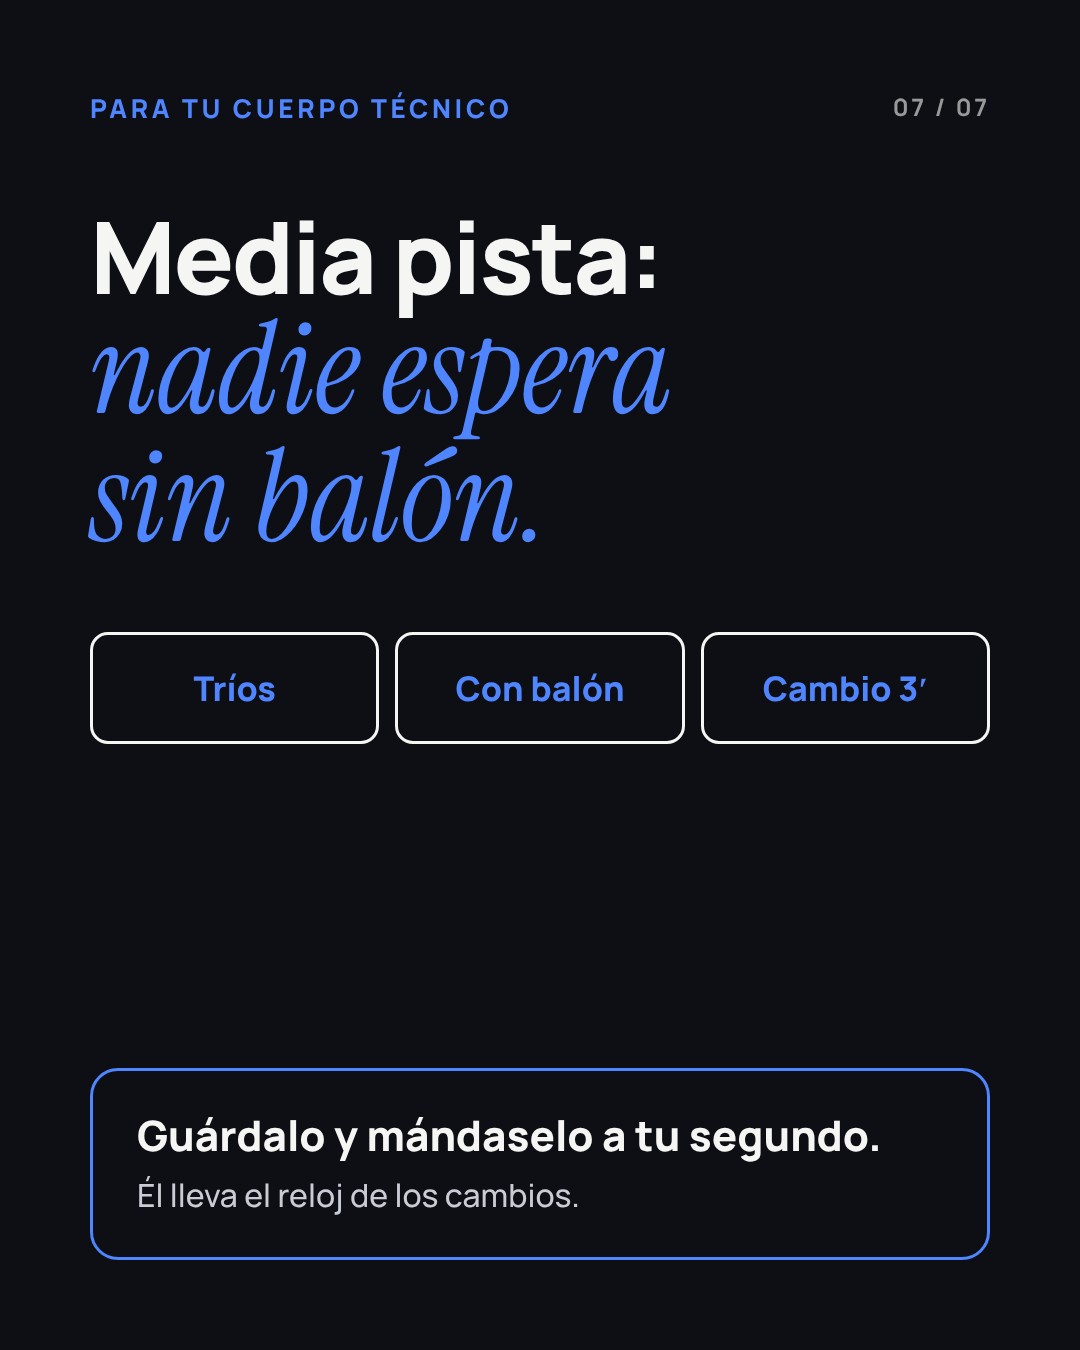 PARA TU CUERPO TÉCNICO
07 / 07
Media pista:
nadie espera
sin balón.
Tríos
Con balón
Cambio 3′
Guárdalo y mándaselo a tu segundo.
Él lleva el reloj de los cambios.